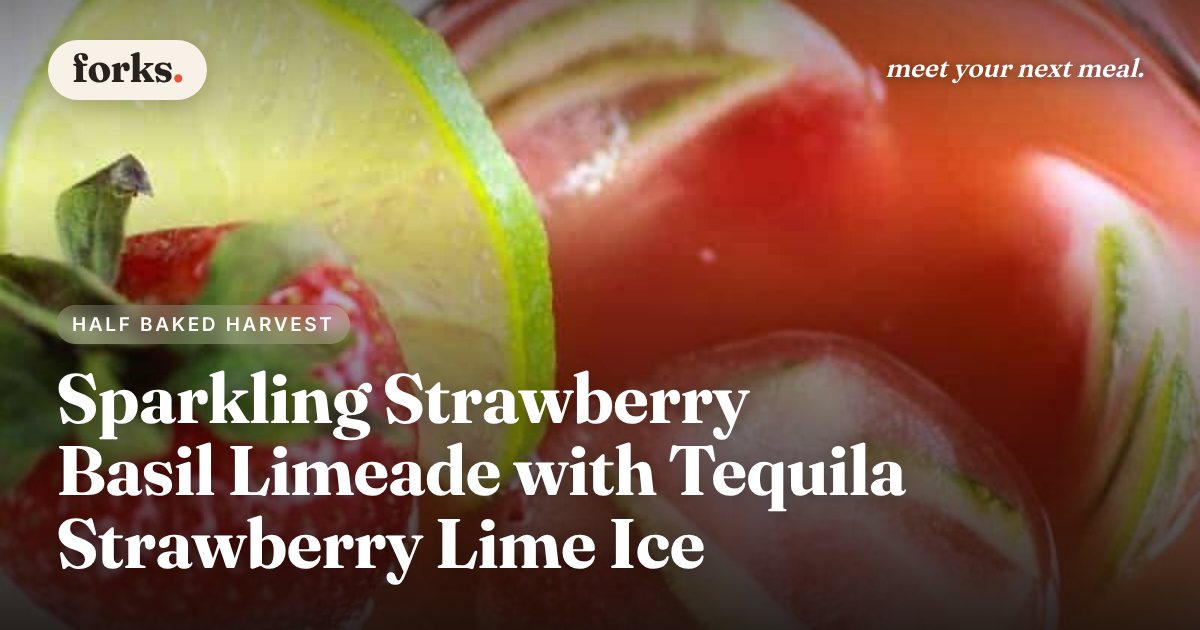 forks.
meet your next meal.
HALF BAKED HARVEST
Sparkling Strawberry
Basil Limeade with Tequila
Strawberry Lime Ice